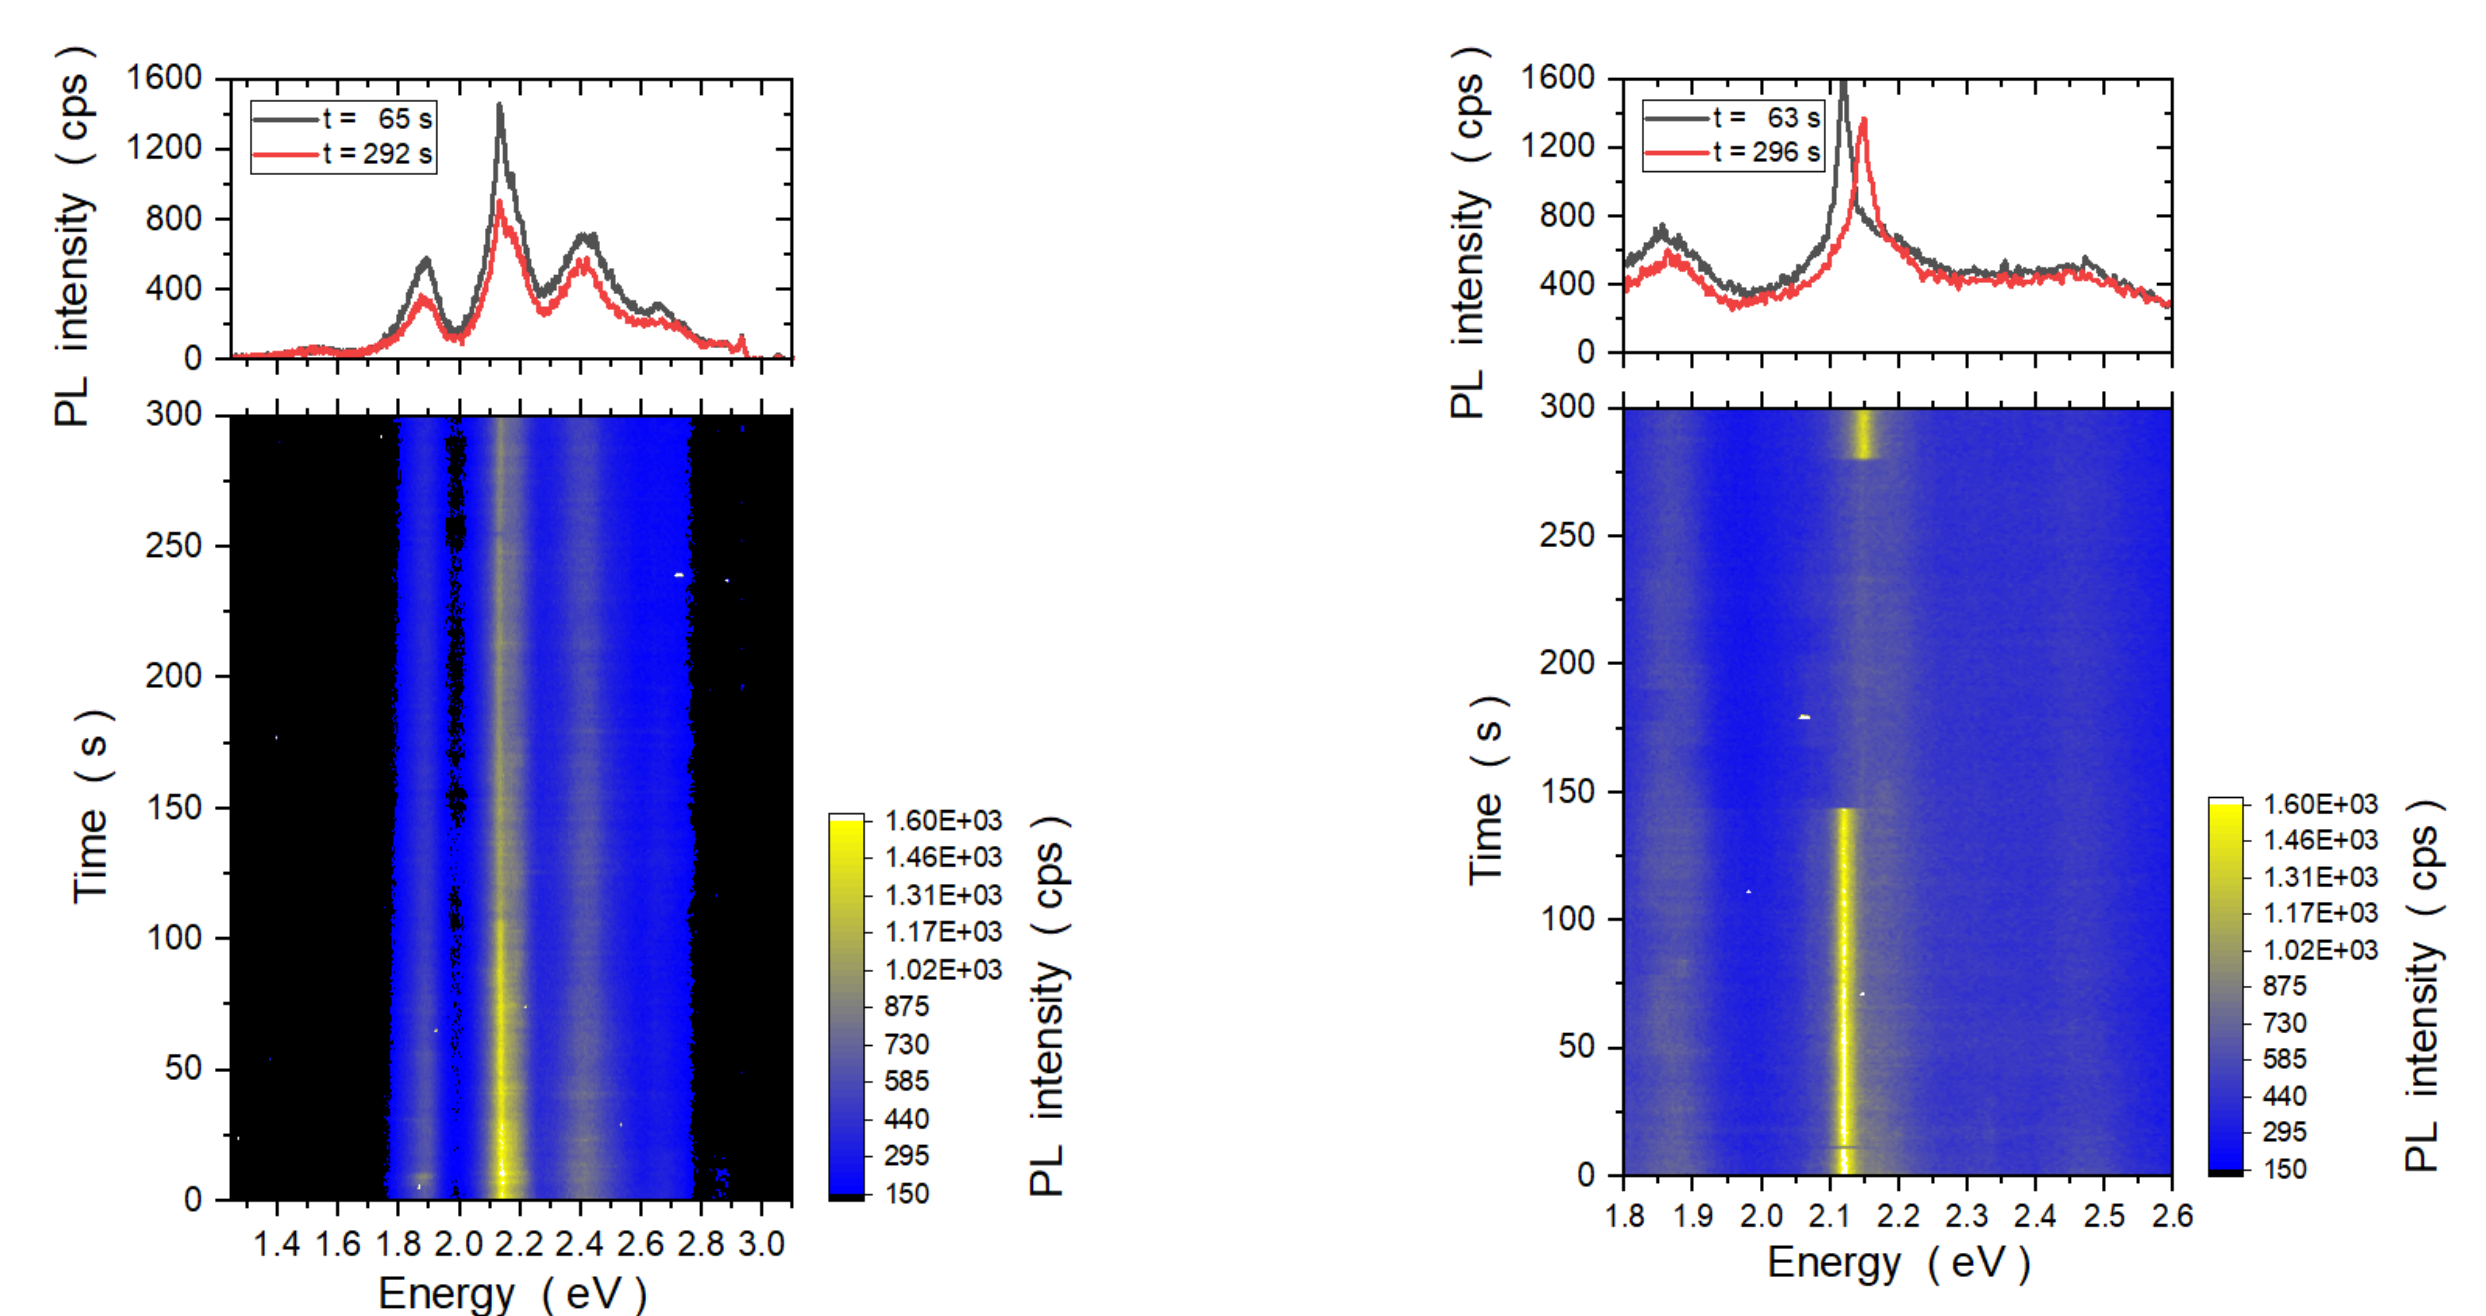 PL intensity ( cps )
1600
1200
800
400
0
t = 65 s
t = 292 s
Time ( s )
300
250
200
150
100
50
0
1.4 1.6 1.8 2.0 2.2 2.4 2.6 2.8 3.0
Energy ( eV )
1.60E+03
1.46E+03
1.31E+03
1.17E+03
1.02E+03
875
730
585
440
295
150
PL intensity ( cps )
PL intensity ( cps )
1600
1200
800
400
0
t = 63 s
t = 296 s
Time ( s )
300
250
200
150
100
50
0
1.8 1.9 2.0 2.1 2.2 2.3 2.4 2.5 2.6
Energy ( eV )
1.60E+03
1.46E+03
1.31E+03
1.17E+03
1.02E+03
875
730
585
440
295
150
PL intensity ( cps )